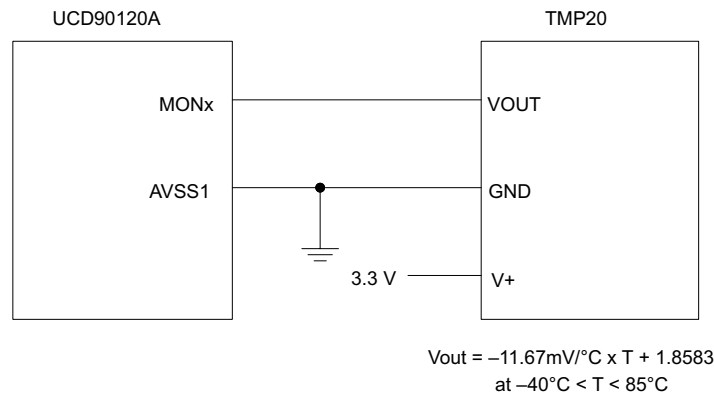 UCD90120A
TMP20
MONx
VOUT
AVSS1
GND
3.3 V
V+
Vout = –11.67mV/°C x T + 1.8583
at –40°C < T < 85°C